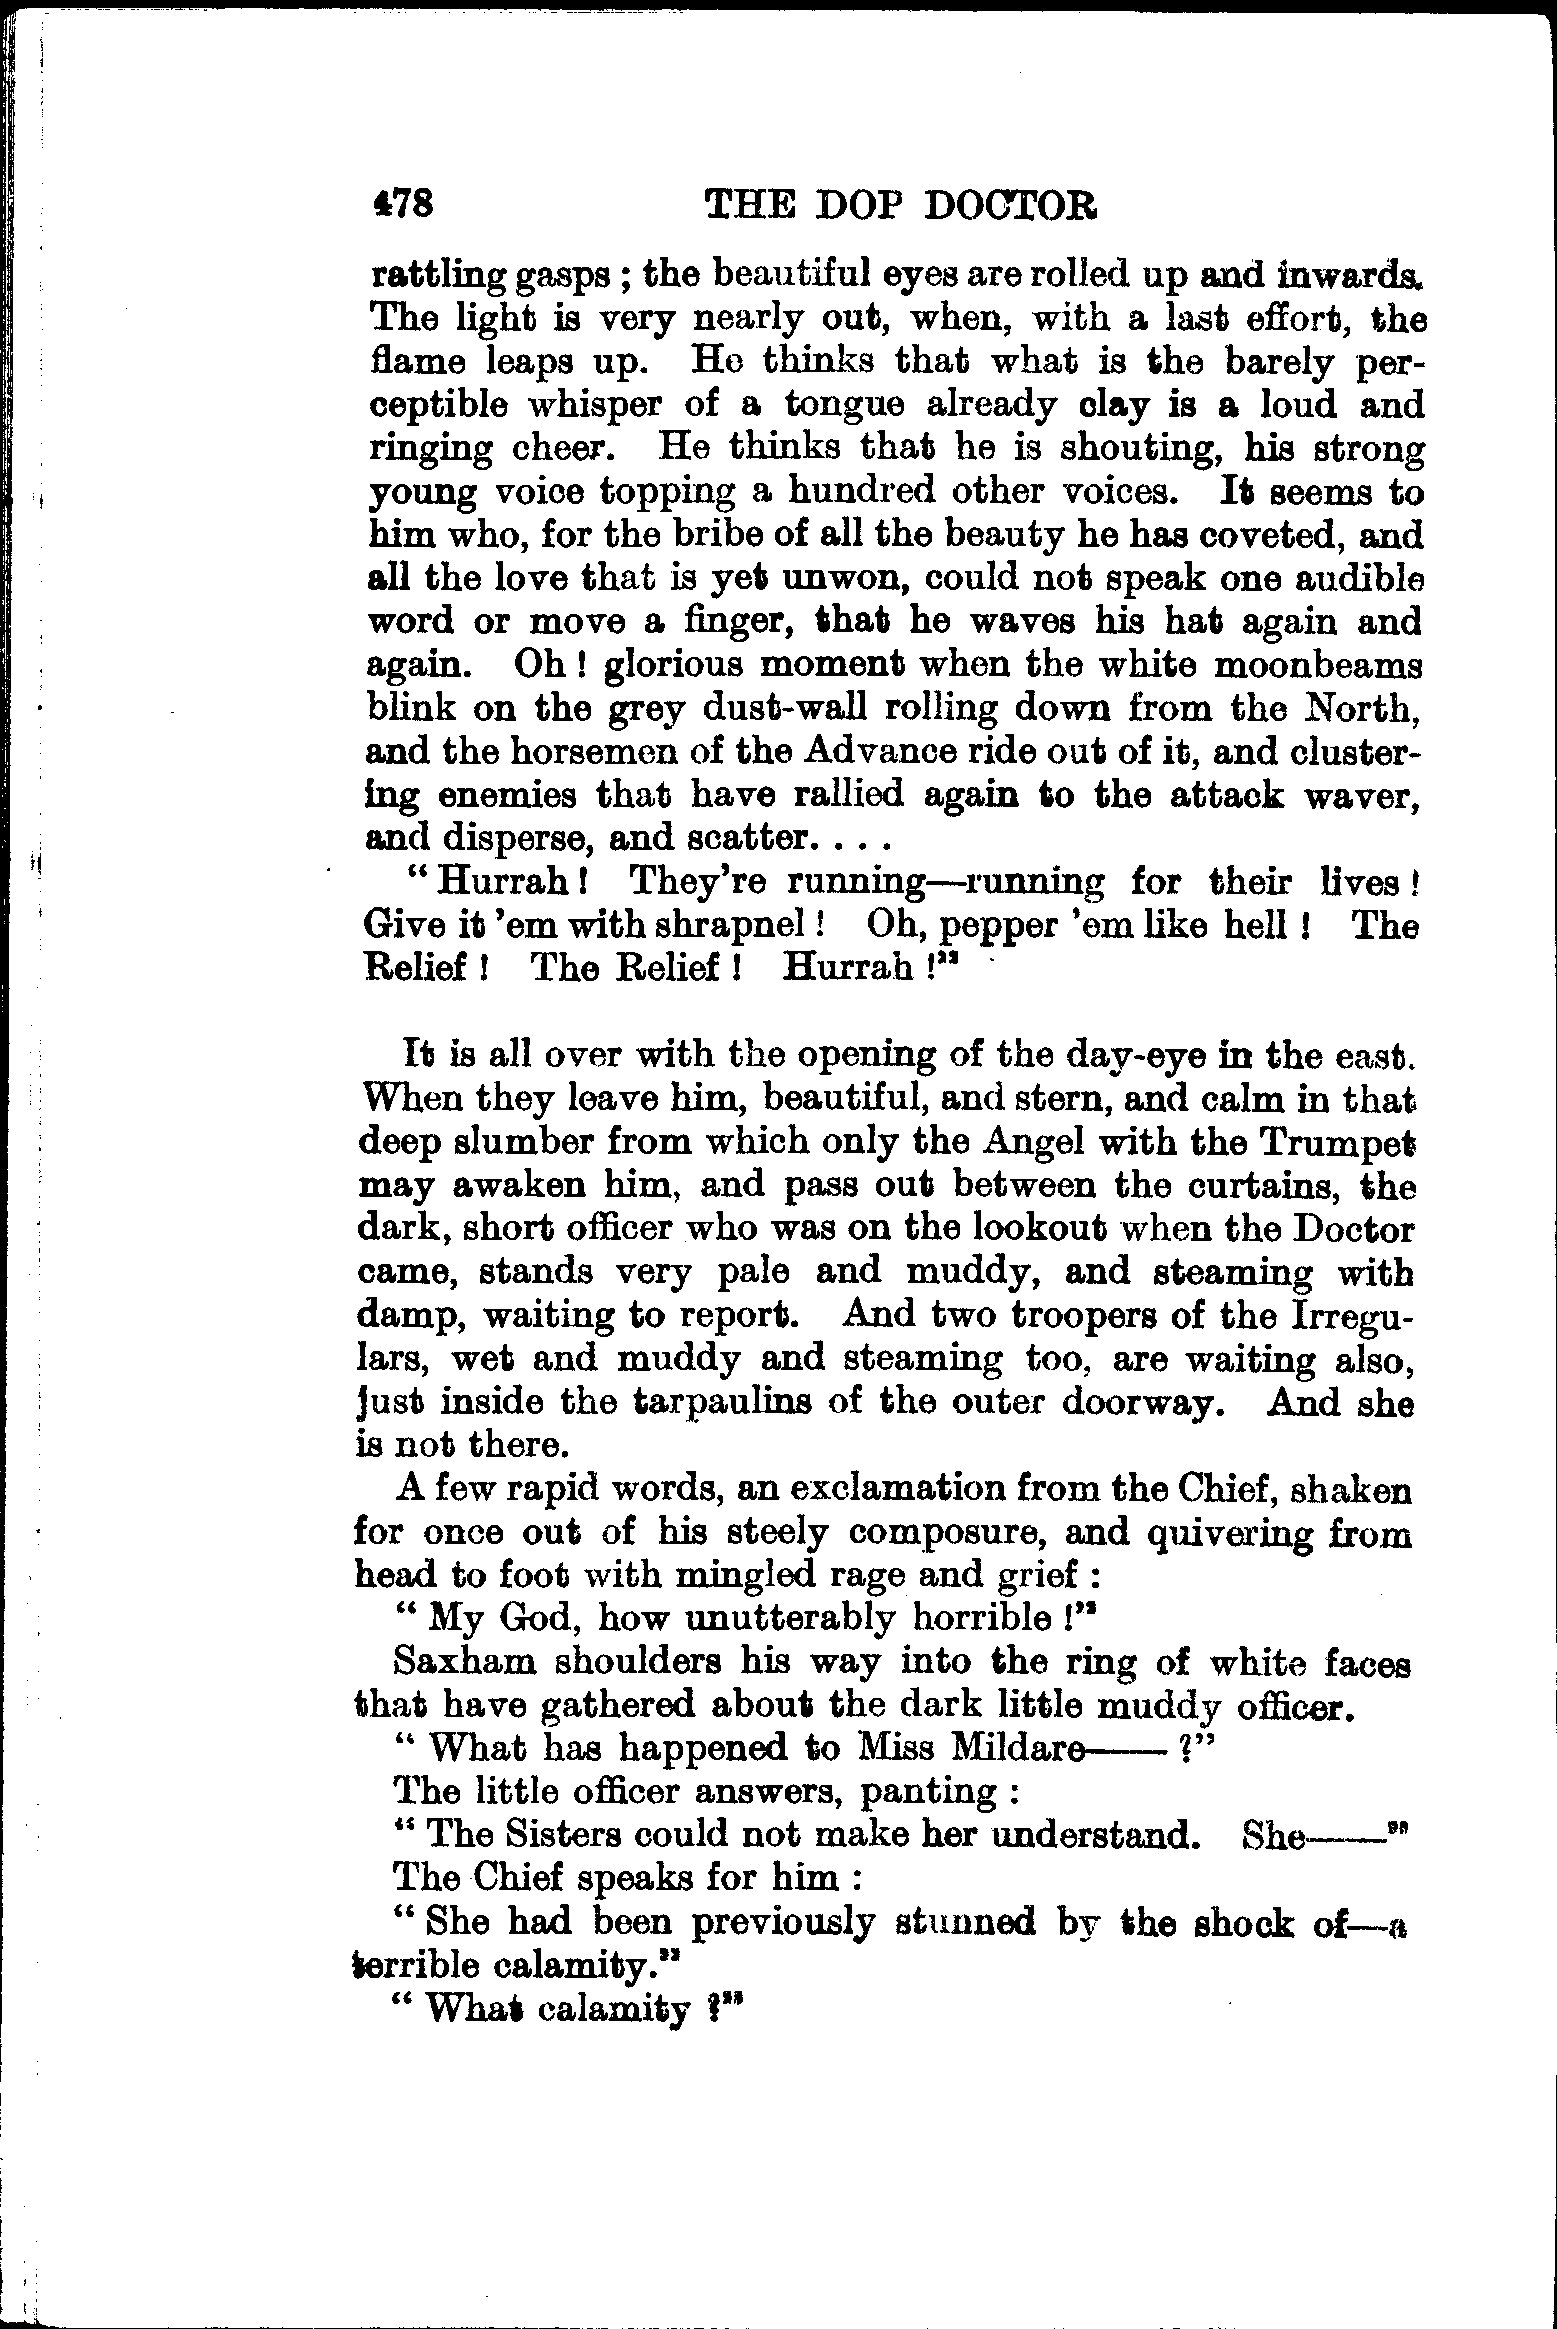 478 THE DOP DOCTOR
rattling gasps ; the beautiful eyes are rolled up and inwards.
The light is very nearly out, when, with a last effort, the
flame leaps up. He thinks that what is the barely per-
ceptible whisper of a tongue already clay is a loud and
ringing cheer. He thinks that he is shouting, his strong
young voice topping a hundred other voices. It seems to
him who, for the bribe of all the beauty he has coveted, and
all the love that is yet unwon, could not speak one audible
word or move a finger, that he waves his hat again and
again. Oh ! glorious moment when the white moonbeams
blink on the grey dust-wall rolling down from the North,
and the horsemen of the Advance ride out of it, and cluster-
ing enemies that have rallied again to the attack waver,
and disperse, and scatter. . . .
“ Hurrah ! They're running—running for their lives !
Give it 'em with shrapnel ! Oh, pepper 'em like hell ! The
Relief ! The Relief ! Hurrah !”
It is all over with the opening of the day-eye in the east.
When they leave him, beautiful, and stern, and calm in that
deep slumber from which only the Angel with the Trumpet
may awaken him, and pass out between the curtains, the
dark, short officer who was on the lookout when the Doctor
came, stands very pale and muddy, and steaming with
damp, waiting to report. And two troopers of the Irregu-
lars, wet and muddy and steaming too, are waiting also,
just inside the tarpaulins of the outer doorway. And she
is not there.
A few rapid words, an exclamation from the Chief, shaken
for once out of his steely composure, and quivering from
head to foot with mingled rage and grief :
“ My God, how unutterably horrible !”
Saxham shoulders his way into the ring of white faces
that have gathered about the dark little muddy officer.
“ What has happened to Miss Mildare—— ?”
The little officer answers, panting :
“ The Sisters could not make her understand. She——”
The Chief speaks for him :
“ She had been previously stunned by the shock of—a
terrible calamity.”
“ What calamity ?”